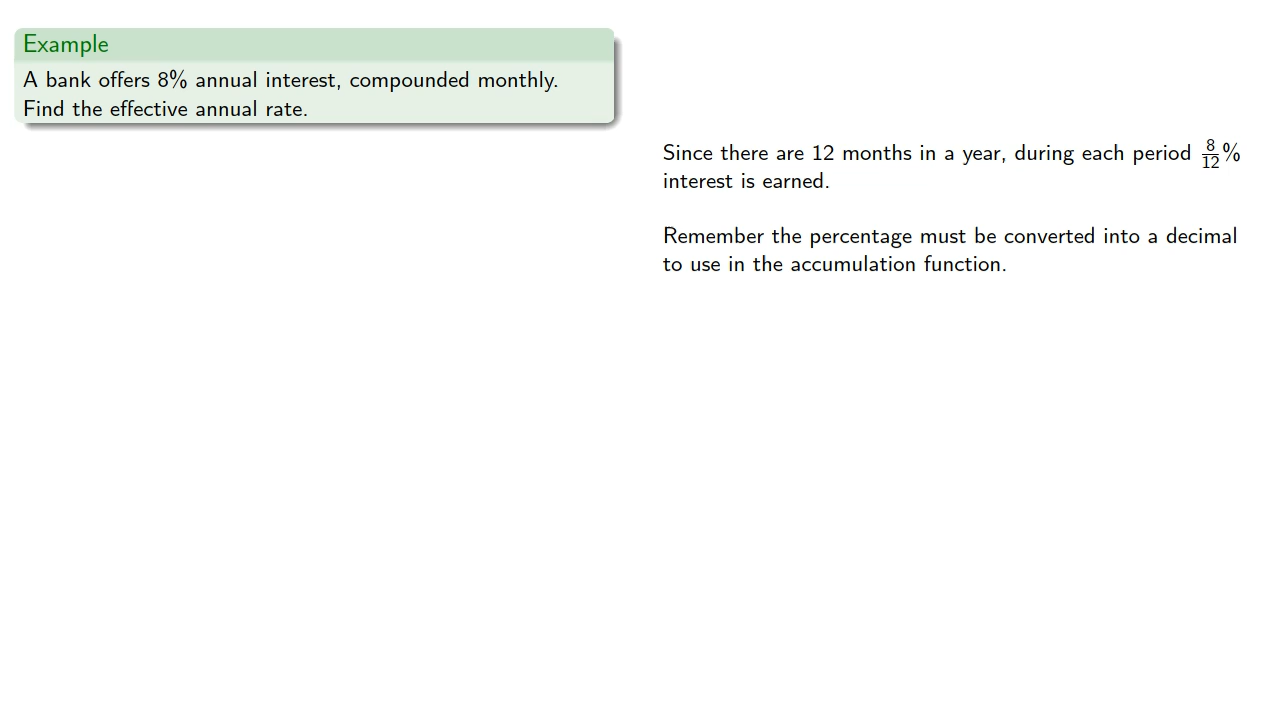 Example
A bank offers 8% annual interest, compounded monthly.
Find the effective annual rate.
Since there are 12 months in a year, during each period 8/12%
interest is earned.
Remember the percentage must be converted into a decimal
to use in the accumulation function.